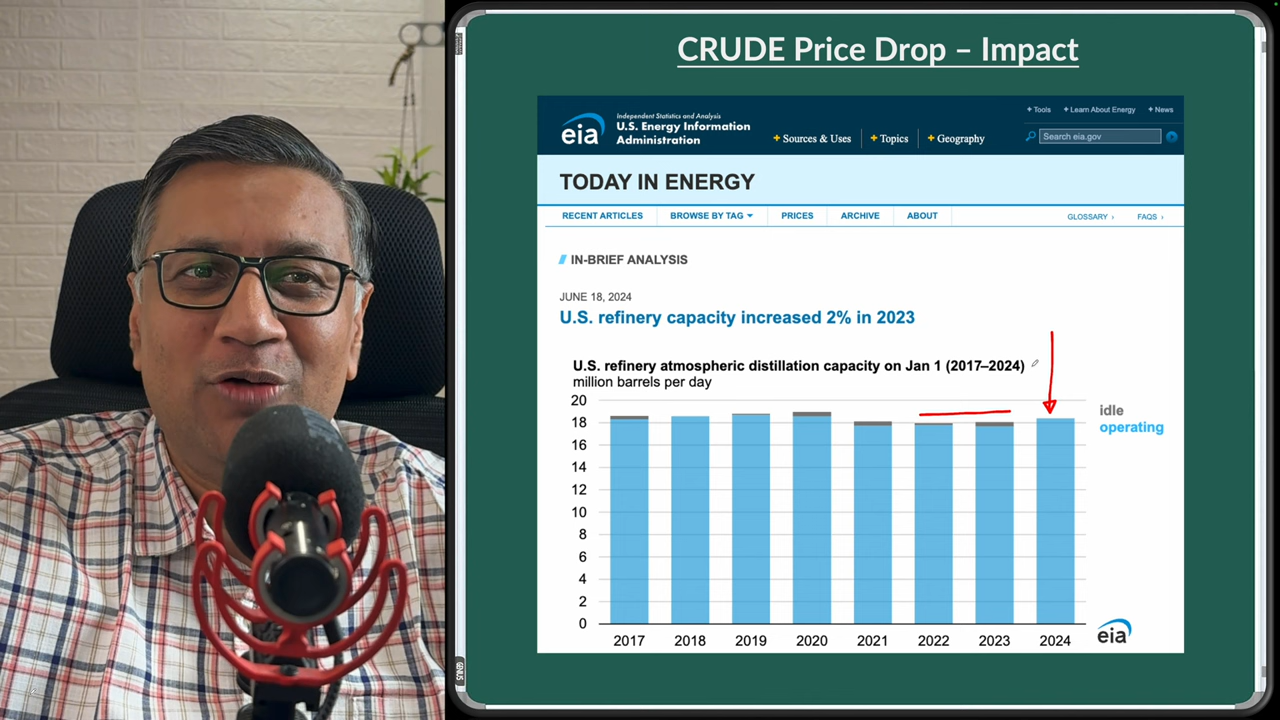 CRUDE Price Drop – Impact
eia
Independent Statistics and Analysis
U.S. Energy Information
Administration
+ Tools + Learn About Energy + News
+ Sources & Uses + Topics + Geography
Search eia.gov
TODAY IN ENERGY
RECENT ARTICLES BROWSE BY TAG PRICES ARCHIVE ABOUT
GLOSSARY › FAQS ›
IN-BRIEF ANALYSIS
JUNE 18, 2024
U.S. refinery capacity increased 2% in 2023
U.S. refinery atmospheric distillation capacity on Jan 1 (2017–2024)
million barrels per day
20
18
16
14
12
10
8
6
4
2
0
2017 2018 2019 2020 2021 2022 2023 2024
idle
operating
eia